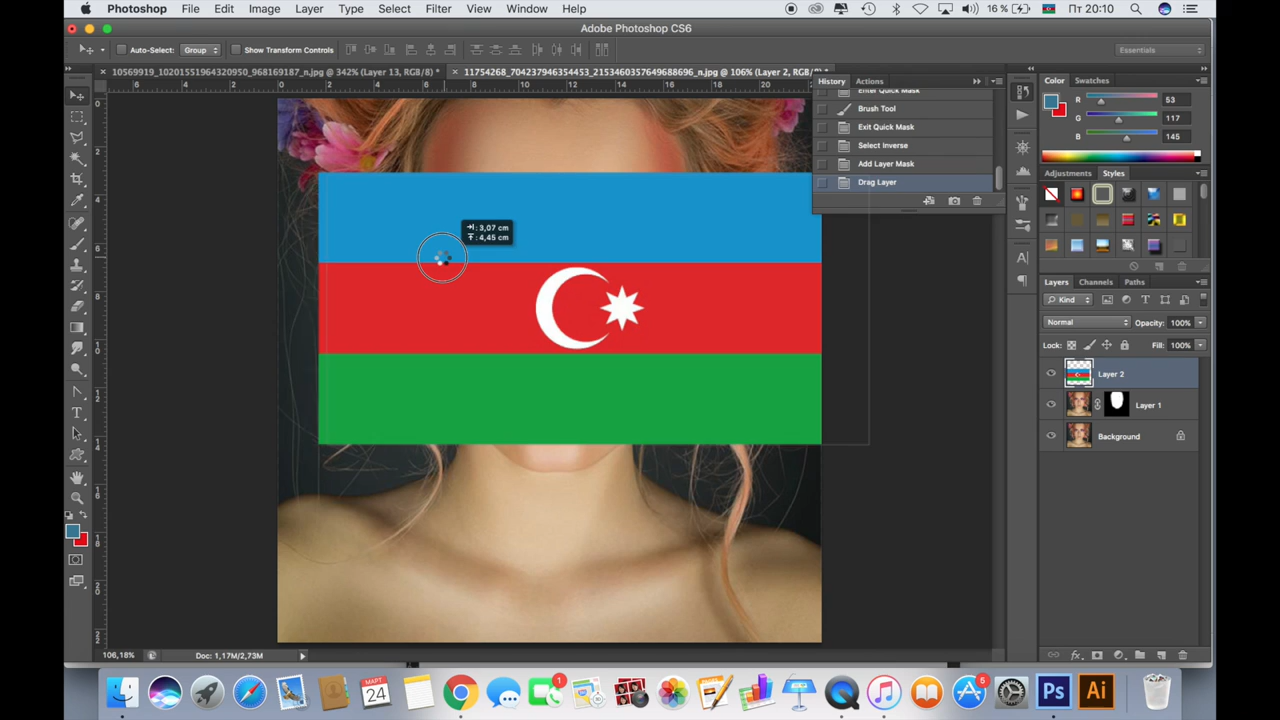 Photoshop File Edit Image Layer Type Select Filter View Window Help 16 % Пт 20:10
Adobe Photoshop CS6
Auto-Select: Group Show Transform Controls Essentials
10569919_10201551964320950_968169187_n.jpg @ 342% (Layer 13, RGB/8) * 11754268_704237946354453_2153460357649688696_n.jpg @ 106% (Layer 2, RGB/8) *
History Actions
Enter Quick Mask
Brush Tool
Exit Quick Mask
Select Inverse
Add Layer Mask
Drag Layer
Color Swatches
R 53
G 117
B 145
Adjustments Styles
: 3,07 cm
: 4,45 cm
Layers Channels Paths
Kind
Normal Opacity: 100%
Lock: Fill: 100%
Layer 2
Layer 1
Background
106,18% Doc: 1,17M/2,73M
МАРТ
24
1
5
Ps Ai